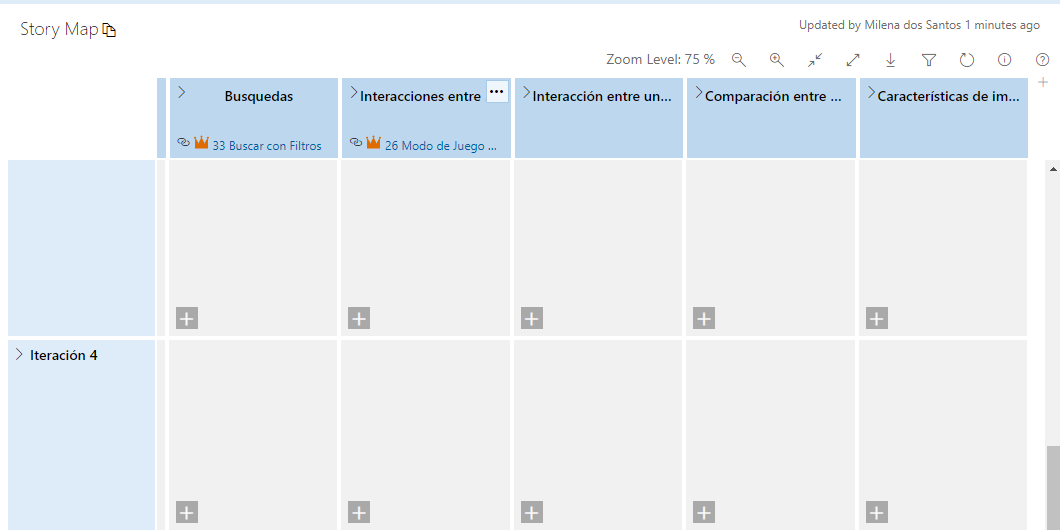 Story Map
Updated by Milena dos Santos 1 minutes ago
Zoom Level: 75 %
Busquedas
Interacciones entre
Interacción entre un...
Comparación entre ...
Características de im...
33 Buscar con Filtros
26 Modo de Juego ...
Iteración 4